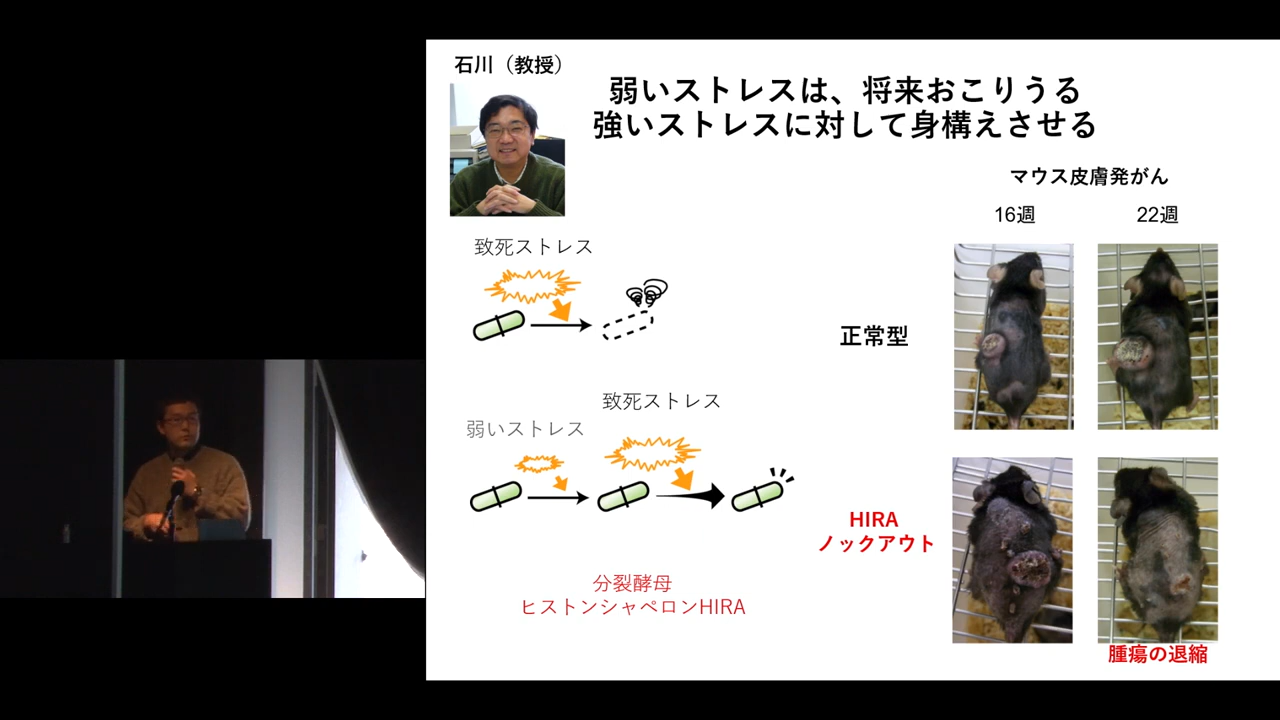 石川（教授）
弱いストレスは、将来おこりうる
強いストレスに対して身構えさせる
マウス皮膚発がん
16週
22週
致死ストレス
正常型
致死ストレス
弱いストレス
HIRA
ノックアウト
分裂酵母
ヒストンシャペロンHIRA
腫瘍の退縮